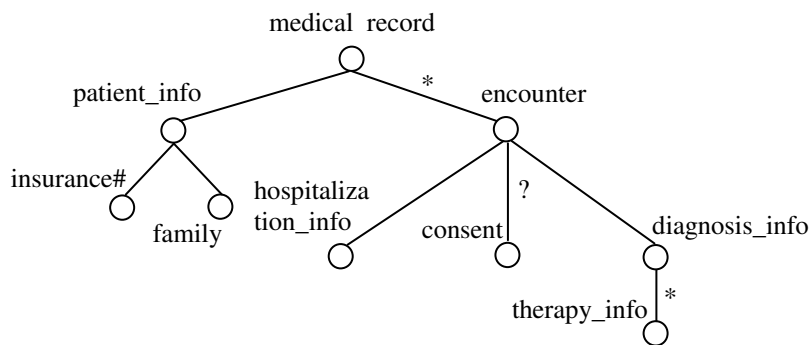 medical record
*
patient_info
encounter
insurance#
family
hospitaliza
tion_info
?
consent
diagnosis_info
therapy_info
*